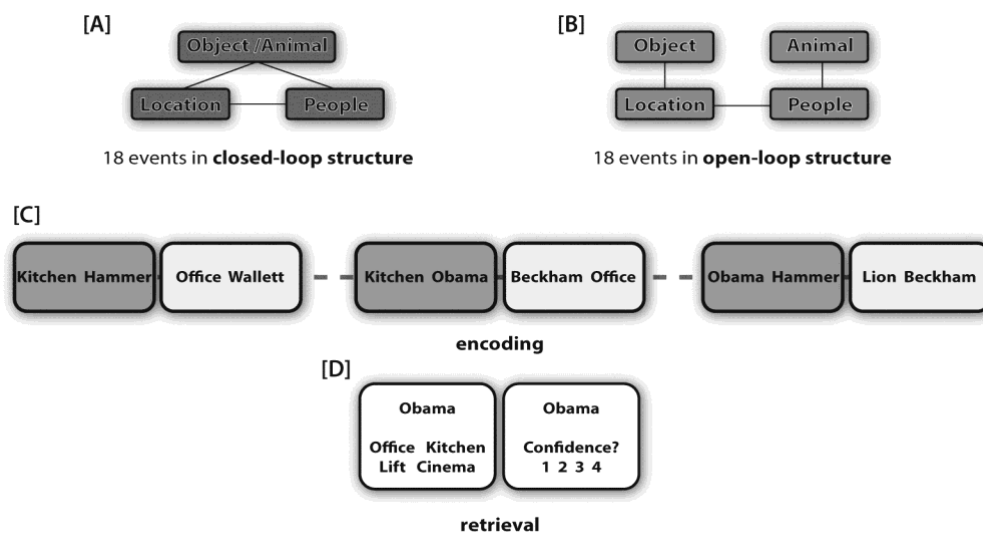 [A]
Object /Animal
Location People
18 events in closed-loop structure
[B]
Object Animal
Location People
18 events in open-loop structure
[C]
Kitchen Hammer Office Wallett Kitchen Obama Beckham Office Obama Hammer Lion Beckham
encoding
[D]
Obama
Office Kitchen
Lift Cinema
Obama
Confidence?
1 2 3 4
retrieval